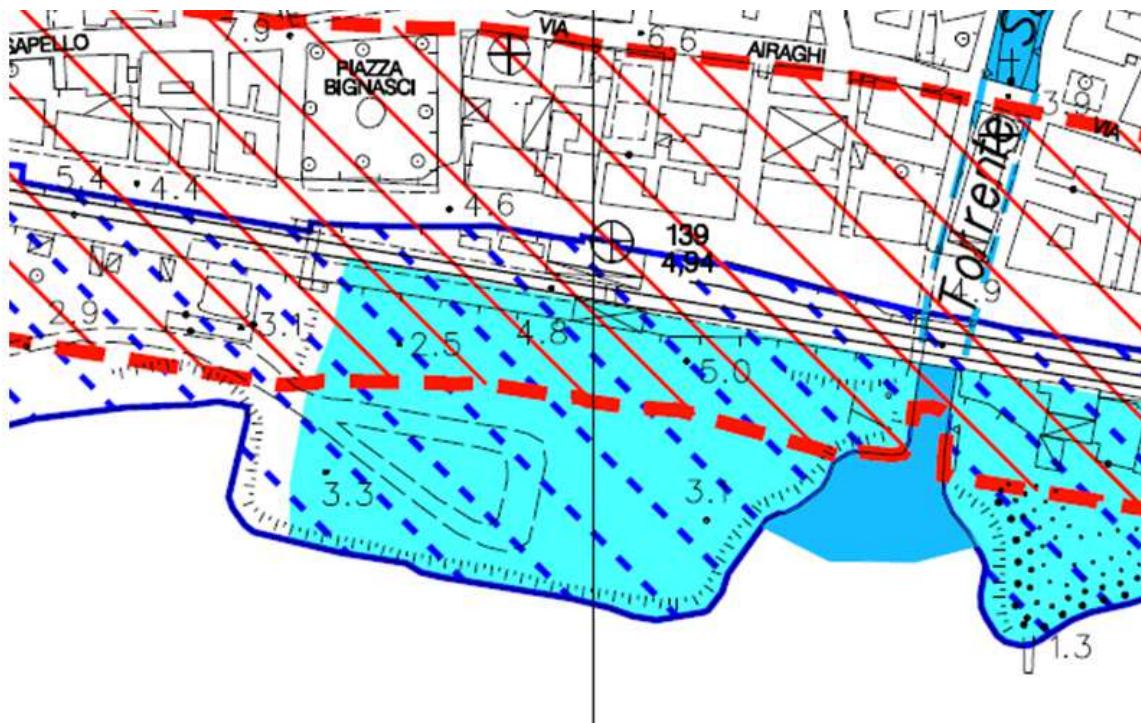 SAPELLO
7.9
PIAZZA
BIGNASCI
VIA
6.6
AIRAGHI
3.9
VIA
Torrente
5.4
4.4
4.6
139
4,94
4.9
2.9
3.1
2.5
4.8
5.0
3.3
3.1
1.3